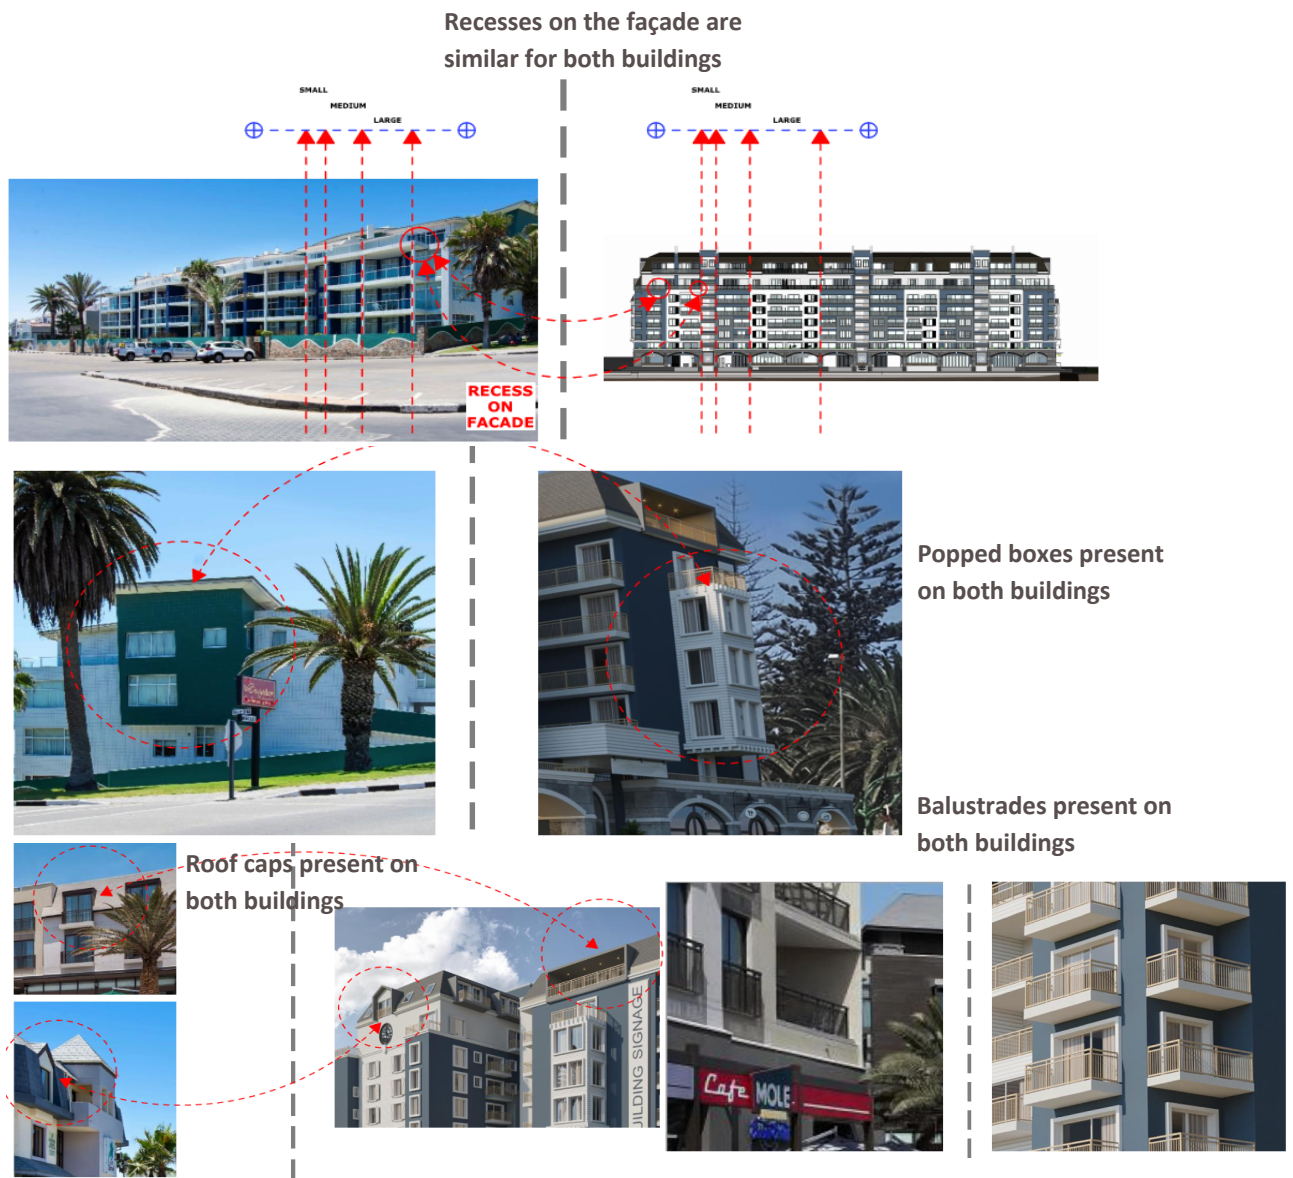 Recesses on the façade are
similar for both buildings
SMALL
MEDIUM
LARGE
SMALL
MEDIUM
LARGE
RECESS
ON
FACADE
Popped boxes present
on both buildings
Balustrades present on
both buildings
Roof caps present on
both buildings
BUILDING SIGNAGE
Cafe MOLE